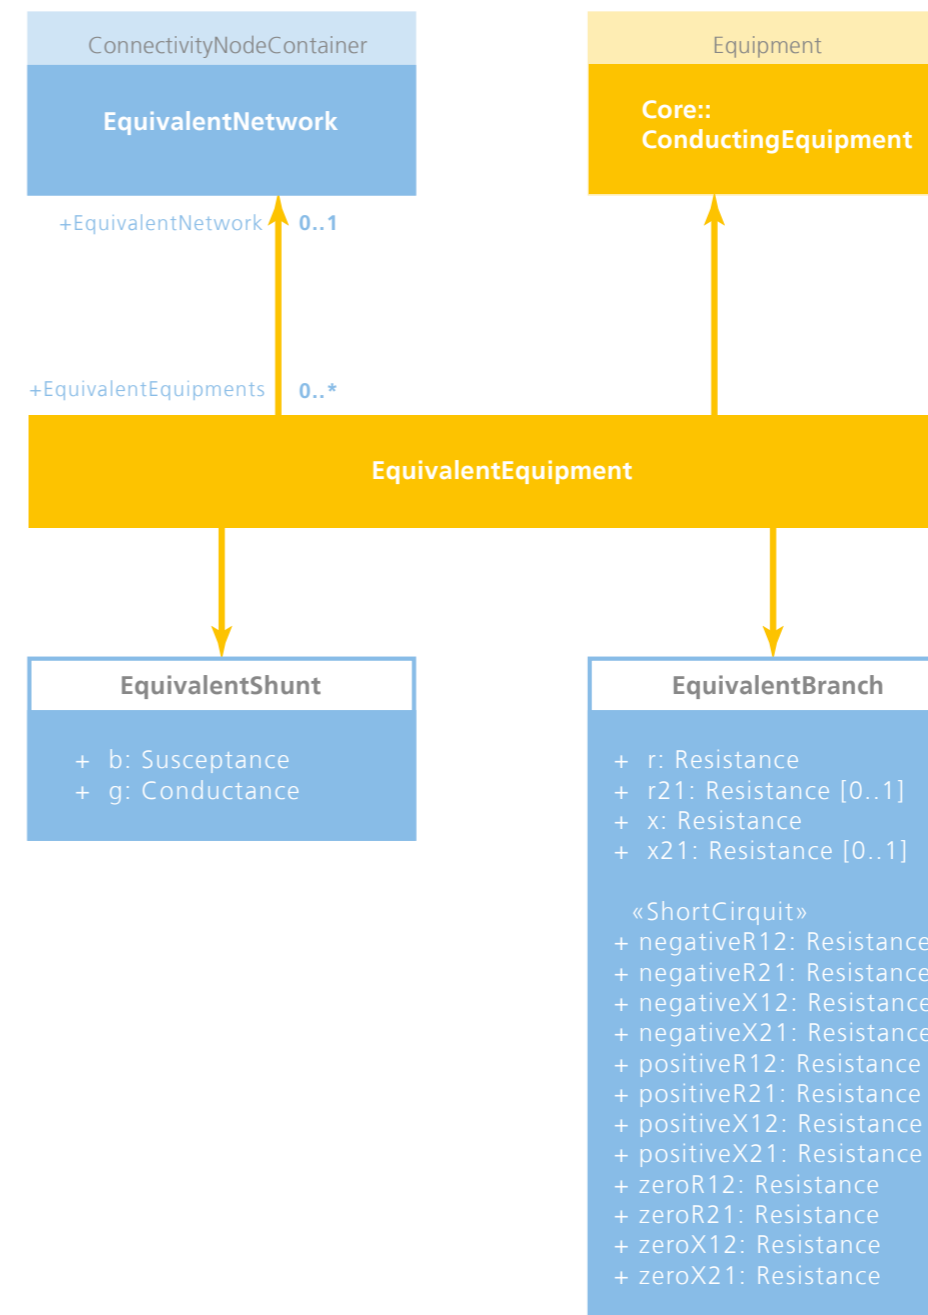 ConnectivityNodeContainer
EquivalentNetwork
Equipment
Core::
ConductingEquipment
+EquivalentNetwork 0..1
+EquivalentEquipments 0..*
EquivalentEquipment
EquivalentShunt
+ b: Susceptance
+ g: Conductance
EquivalentBranch
+ r: Resistance
+ r21: Resistance [0..1]
+ x: Resistance
+ x21: Resistance [0..1]
«ShortCirquit»
+ negativeR12: Resistance
+ negativeR21: Resistance
+ negativeX12: Resistance
+ negativeX21: Resistance
+ positiveR12: Resistance
+ positiveR21: Resistance
+ positiveX12: Resistance
+ positiveX21: Resistance
+ zeroR12: Resistance
+ zeroR21: Resistance
+ zeroX12: Resistance
+ zeroX21: Resistance